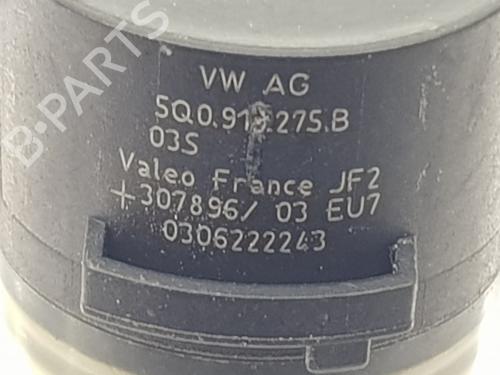 VW AG
5Q0.919.275.B
03S
Valeo France JF2
+307896/ 03 EU7
0306222243
B-PARTS